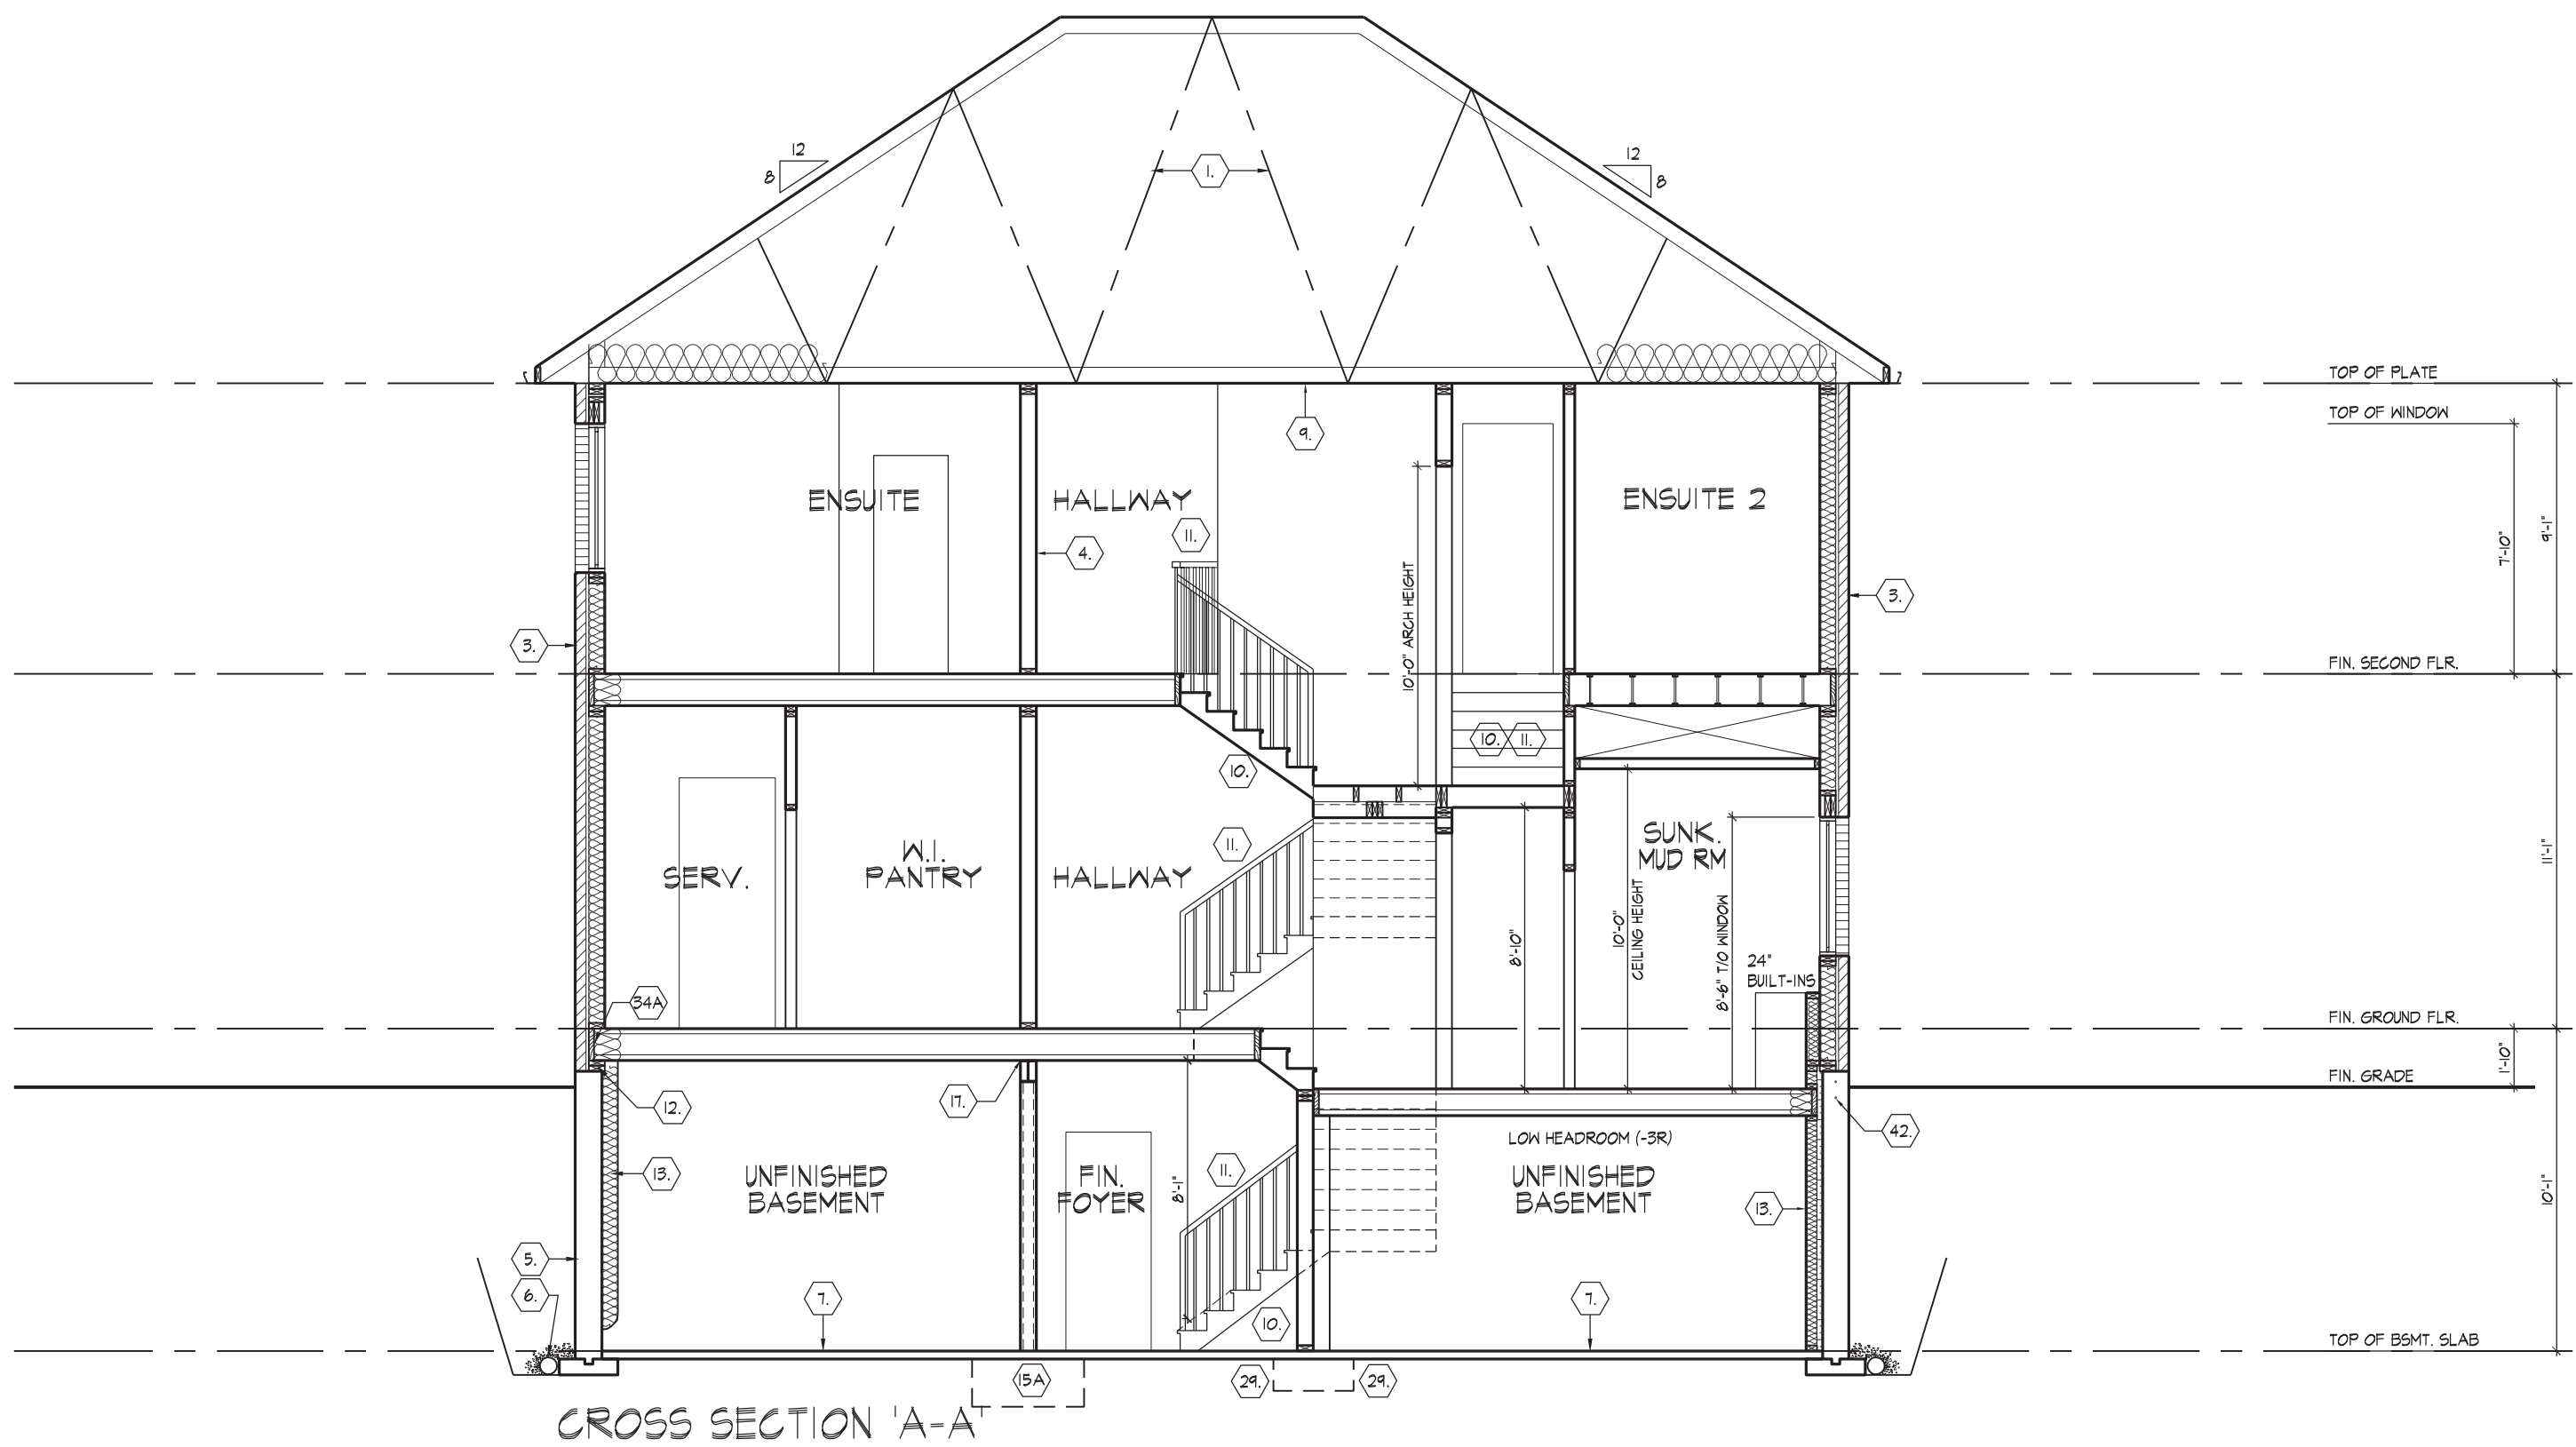 12
8
12
8
1.
TOP OF PLATE
TOP OF WINDOW
9.
ENSUITE
HALLWAY
ENSUITE 2
11.
4.
7'-10"
9'-1"
10'-0" ARCH HEIGHT
3.
3.
FIN. SECOND FLR.
10.
11.
10.
SERV.
W.I.
PANTRY
HALLWAY
11.
SUNK.
MUD RM
11'-1"
8'-10"
10'-0"
CEILING HEIGHT
8'-6" T/O WINDOW
24"
BUILT-INS
34A
FIN. GROUND FLR.
1'-10"
FIN. GRADE
12.
17.
42.
LOW HEADROOM (-3R)
13.
UNFINISHED
BASEMENT
FIN.
FOYER
8'-1"
11.
UNFINISHED
BASEMENT
13.
10'-1"
5.
6.
7.
10.
7.
TOP OF BSMT. SLAB
15A
29.
29.
CROSS SECTION 'A-A'